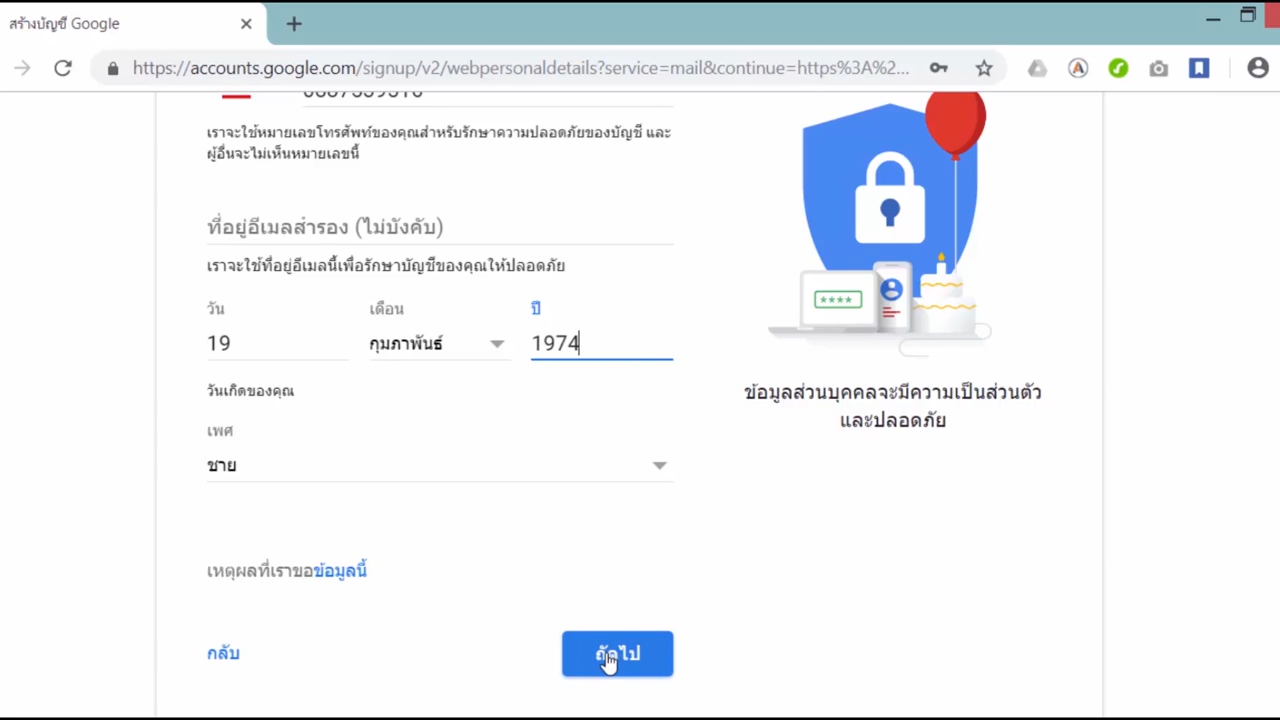 สร้างบัญชี Google
https://accounts.google.com/signup/v2/webpersonaldetails?service=mail&continue=https%3A%2...
เราจะใช้หมายเลขโทรศัพท์ของคุณสำหรับรักษาความปลอดภัยของบัญชี และ
ผู้อื่นจะไม่เห็นหมายเลขนี้
ที่อยู่อีเมลสำรอง (ไม่บังคับ)
เราจะใช้ที่อยู่อีเมลนี้เพื่อรักษาบัญชีของคุณให้ปลอดภัย
วัน เดือน ปี
19 กุมภาพันธ์ 1974
วันเกิดของคุณ
เพศ
ชาย
เหตุผลที่เราขอข้อมูลนี้
กลับ ถัดไป
****
ข้อมูลส่วนบุคคลจะมีความเป็นส่วนตัว
และปลอดภัย